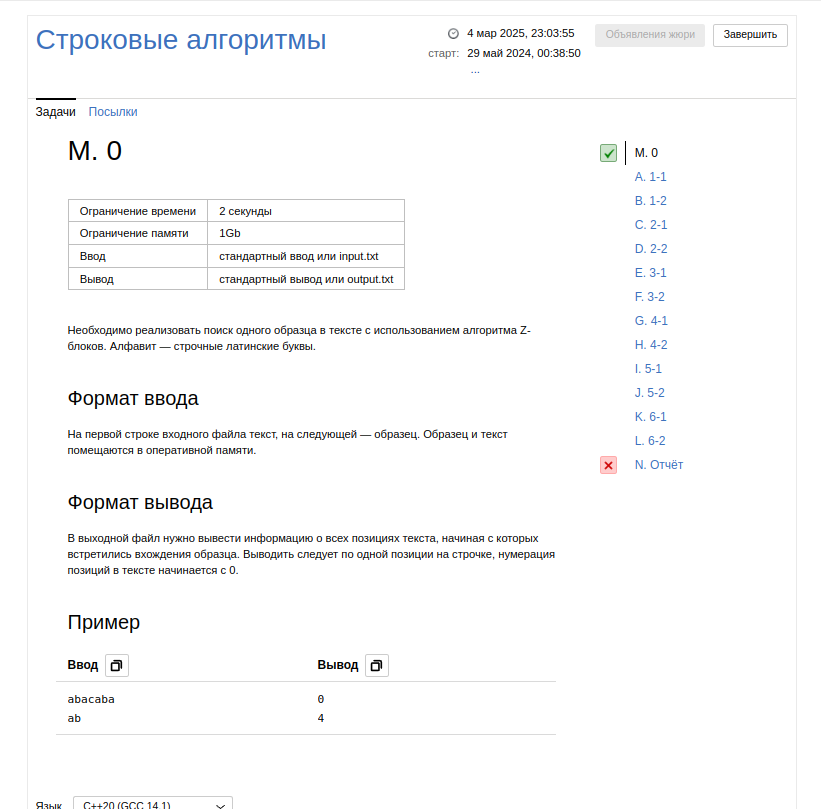 Строковые алгоритмы
4 мар 2025, 23:03:55
старт: 29 май 2024, 00:38:50
...
Объявления жюри
Завершить
Задачи Посылки
M. 0
Ограничение времени 2 секунды
Ограничение памяти 1Gb
Ввод стандартный ввод или input.txt
Вывод стандартный вывод или output.txt
Необходимо реализовать поиск одного образца в тексте с использованием алгоритма Z-
блоков. Алфавит — строчные латинские буквы.
Формат ввода
На первой строке входного файла текст, на следующей — образец. Образец и текст
помещаются в оперативной памяти.
Формат вывода
В выходной файл нужно вывести информацию о всех позициях текста, начиная с которых
встретились вхождения образца. Выводить следует по одной позиции на строчке, нумерация
позиций в тексте начинается с 0.
Пример
Ввод Вывод
abacaba 0
ab 4
Язык C++20 (GCC 14.1)
M. 0
A. 1-1
B. 1-2
C. 2-1
D. 2-2
E. 3-1
F. 3-2
G. 4-1
H. 4-2
I. 5-1
J. 5-2
K. 6-1
L. 6-2
N. Отчёт